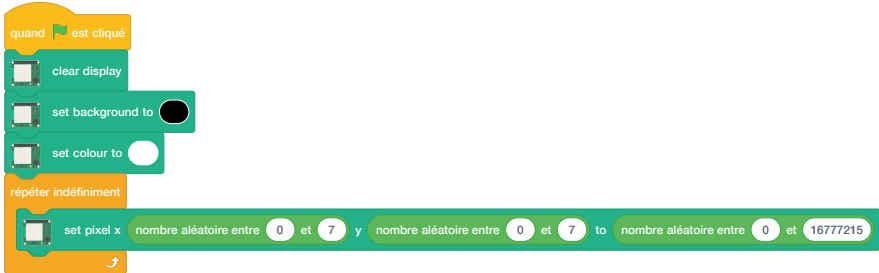 quand est cliqué
clear display
set background to
set colour to
répéter indéfiniment
set pixel x nombre aléatoire entre 0 et 7 y nombre aléatoire entre 0 et 7 to nombre aléatoire entre 0 et 16777215